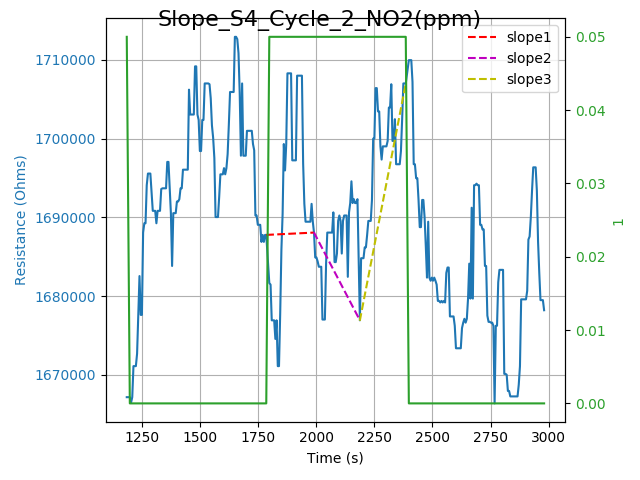 Slope_S4_Cycle_2_NO2(ppm)
slope1
slope2
slope3
Resistance (Ohms)
1710000
1700000
1690000
1680000
1670000
0.05
0.04
0.03
0.02
0.01
0.00
1
1250 1500 1750 2000 2250 2500 2750 3000
Time (s)